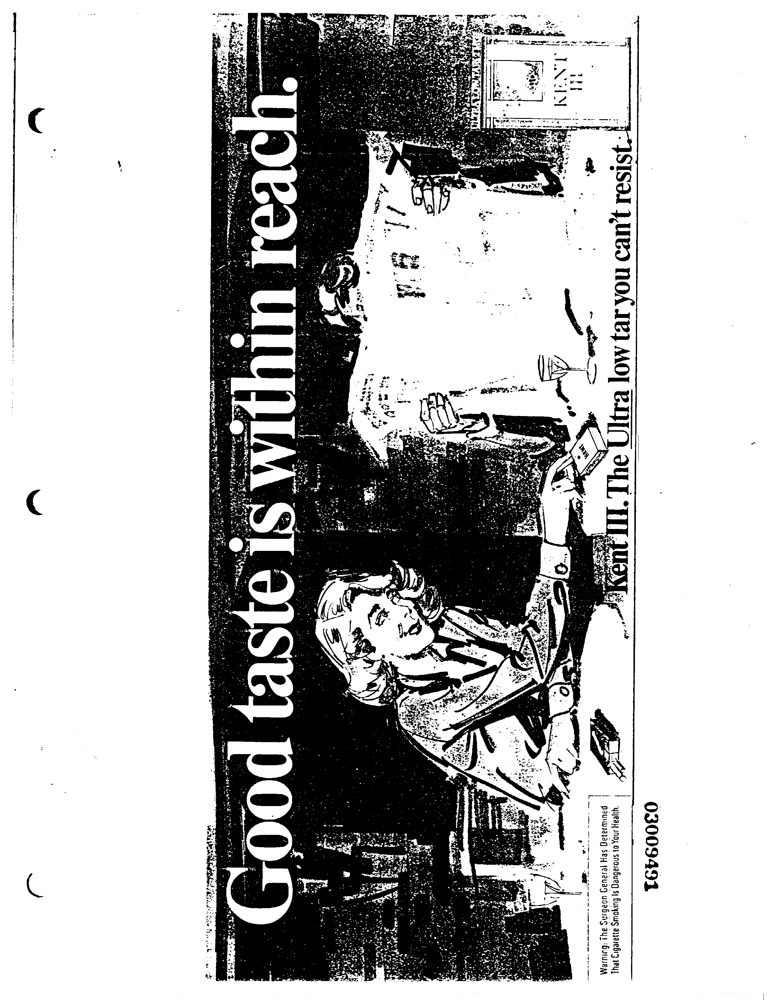 Good taste is within reach.
KENT
III
Kent III. The Ultra low tar you can't resist.
Warning: The Surgeon General Has Determined
That Cigarette Smoking Is Dangerous to Your Health.
03009491